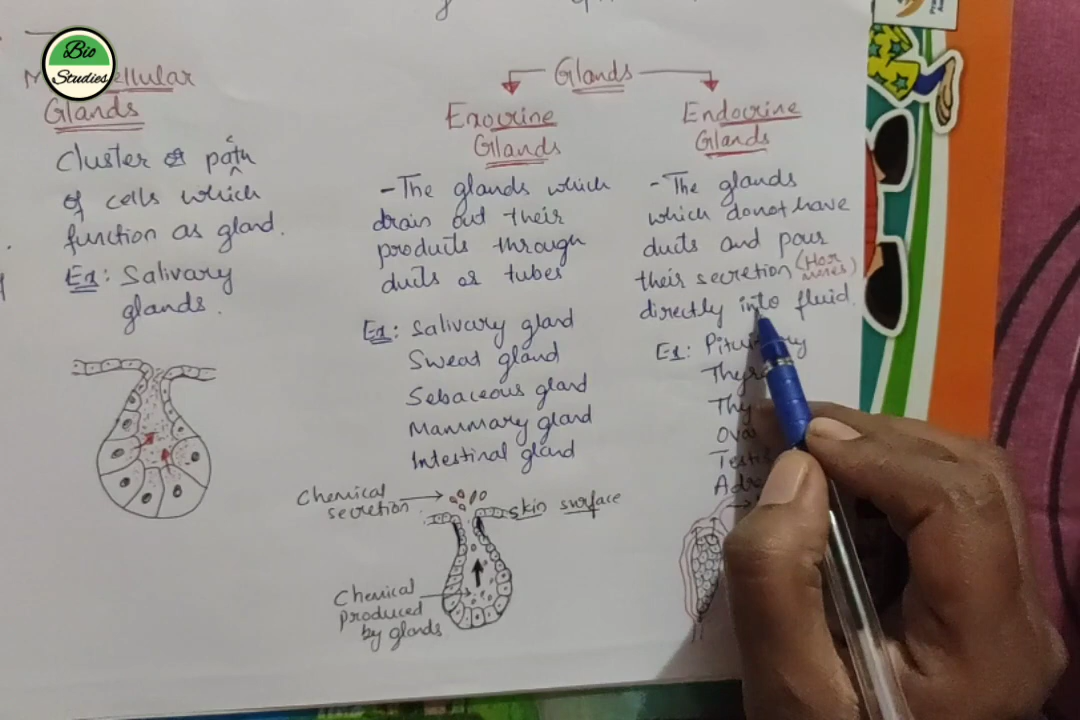 Bio
Studies
Glands
Cluster or patch
of cells which
function as gland.
Ex: Salivary
glands.
Glands
Exocrine
Glands
- The glands which
drain out their
products through
ducts or tubes
Ex: Salivary gland
Sweat gland
Sebaceous gland
Mammary gland
Intestinal gland
Chemical
secretion
skin surface
Chemical
produced
by glands
Endocrine
Glands
- The glands
which donot have
ducts and pour
their secretion (Hormones)
directly into fluid.
Ex: Pituitary